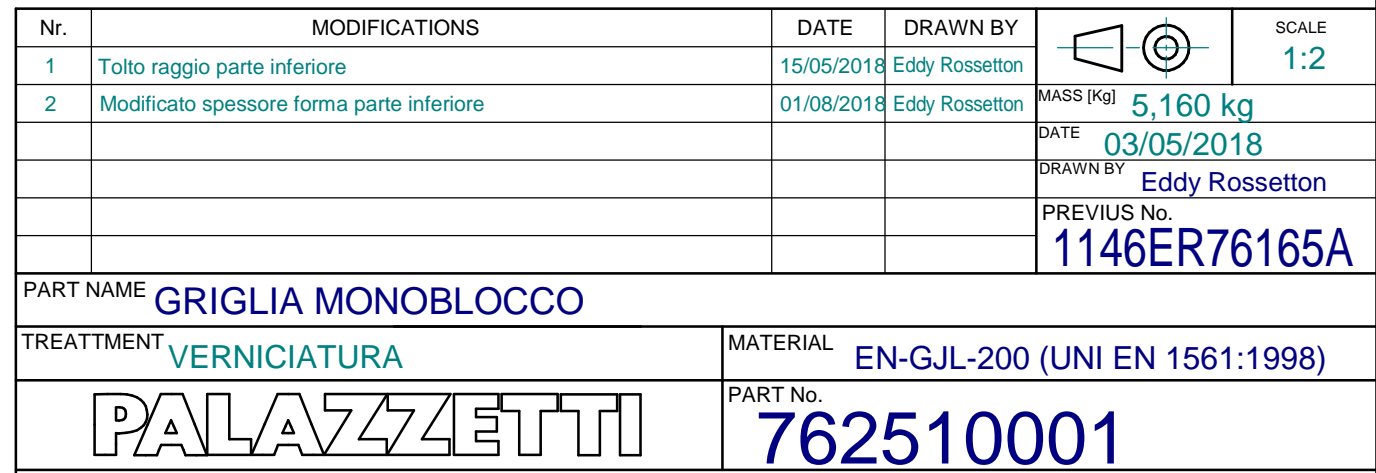 Nr. MODIFICATIONS DATE DRAWN BY SCALE
1 Tolto raggio parte inferiore 15/05/2018 Eddy Rossetton 1:2
2 Modificato spessore forma parte inferiore 01/08/2018 Eddy Rossetton MASS [Kg] 5,160 kg
DATE 03/05/2018
DRAWN BY Eddy Rossetton
PREVIUS No.
1146ER76165A
PART NAME GRIGLIA MONOBLOCCO
TREATTMENT VERNICIATURA MATERIAL EN-GJL-200 (UNI EN 1561:1998)
PALAZZETTI PART No.
762510001